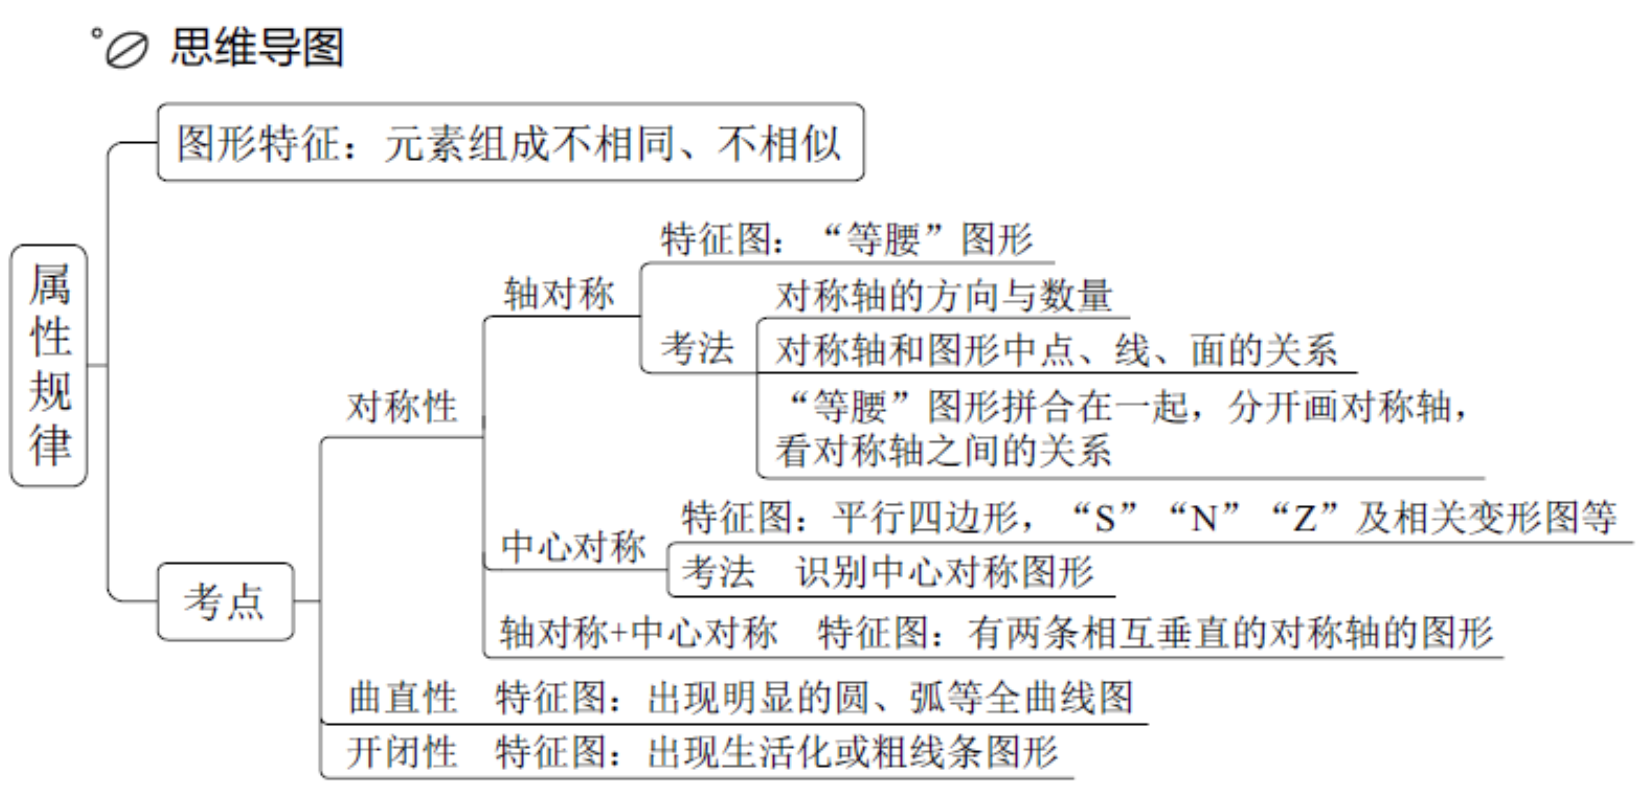 思维导图
图形特征：元素组成不相同、不相似
属性规律
特征图：“等腰”图形
轴对称
对称轴的方向与数量
考法
对称轴和图形中点、线、面的关系
对称性
“等腰”图形拼合在一起，分开画对称轴，
看对称轴之间的关系
特征图：平行四边形，“S”“N”“Z”及相关变形图等
中心对称
考法 识别中心对称图形
考点
轴对称+中心对称 特征图：有两条相互垂直的对称轴的图形
曲直性 特征图：出现明显的圆、弧等全曲线图
开闭性 特征图：出现生活化或粗线条图形